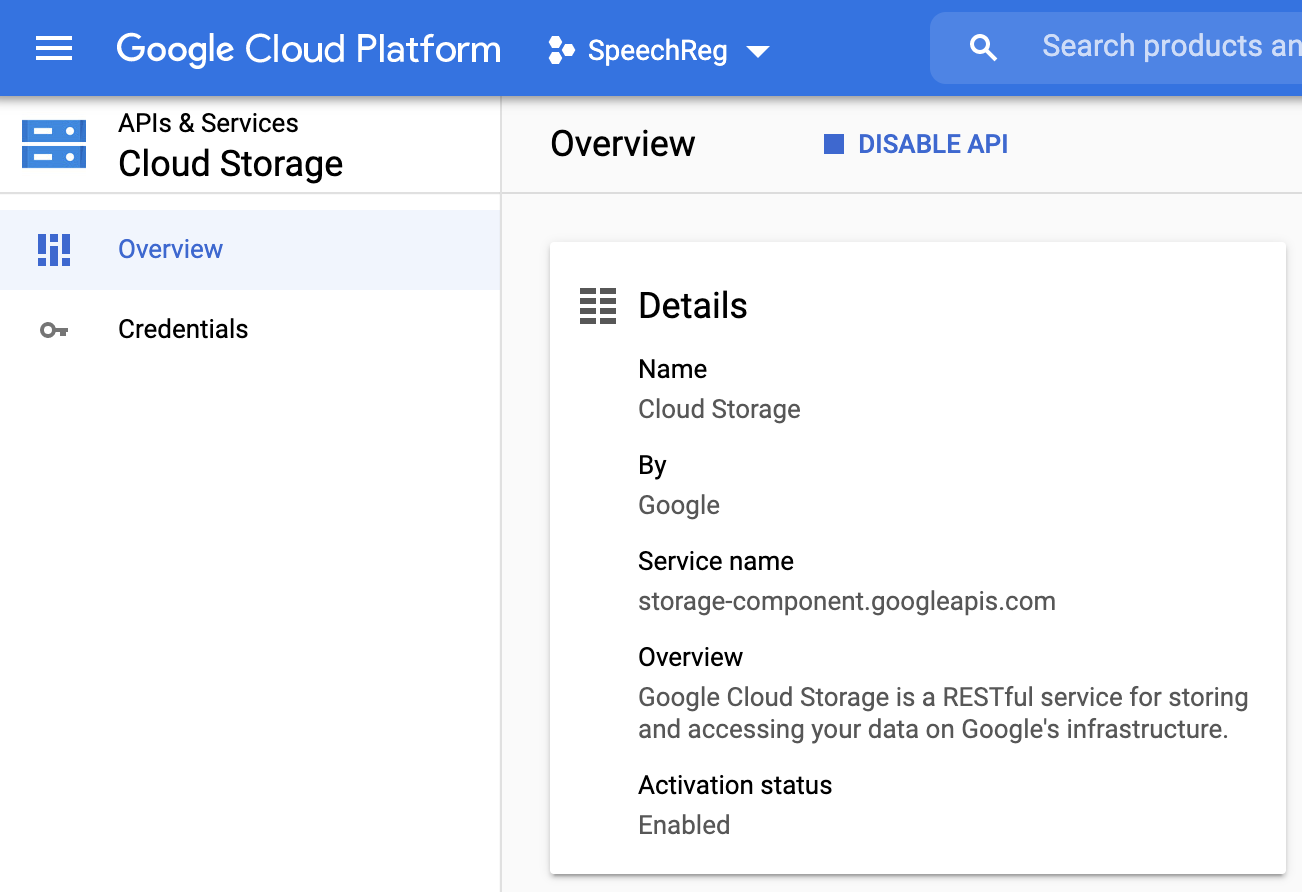 Google Cloud Platform
SpeechReg
Search products an
APIs & Services
Cloud Storage
Overview
DISABLE API
Overview
Credentials
Details
Name
Cloud Storage
By
Google
Service name
storage-component.googleapis.com
Overview
Google Cloud Storage is a RESTful service for storing
and accessing your data on Google's infrastructure.
Activation status
Enabled